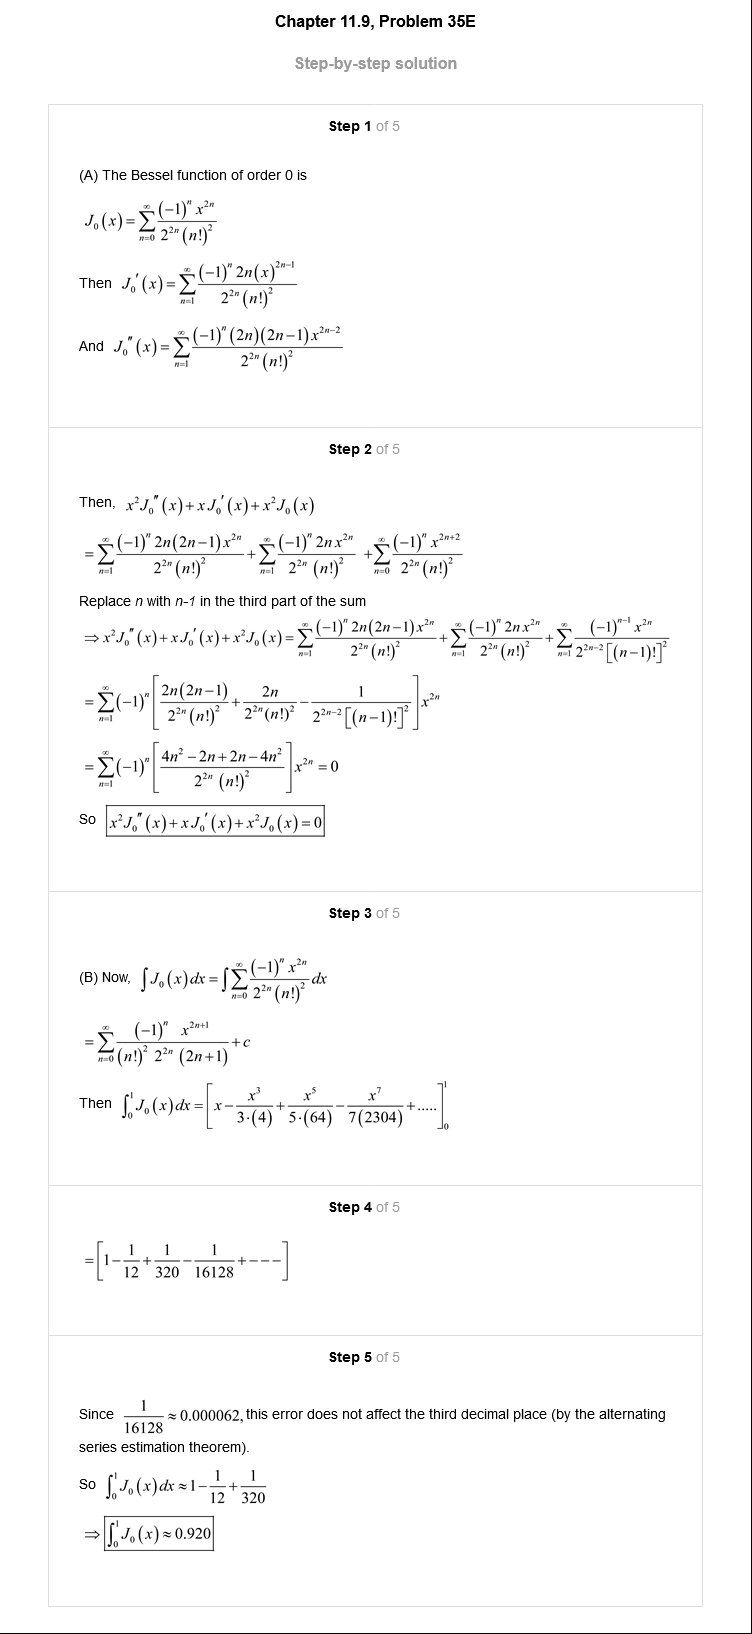 Chapter 11.9, Problem 35E
Step-by-step solution
Step 1 of 5
(A) The Bessel function of order 0 is
$J_0(x)=\sum_{n=0}^{\infty}\frac{(-1)^n x^{2n}}{2^{2n}(n!)^2}$
Then $J_0'(x)=\sum_{n=1}^{\infty}\frac{(-1)^n 2n(x)^{2n-1}}{2^{2n}(n!)^2}$
And $J_0''(x)=\sum_{n=1}^{\infty}\frac{(-1)^n(2n)(2n-1)x^{2n-2}}{2^{2n}(n!)^2}$
Step 2 of 5
Then, $x^2J_0''(x)+xJ_0'(x)+x^2J_0(x)$
$=\sum_{n=1}^{\infty}\frac{(-1)^n 2n(2n-1)x^{2n}}{2^{2n}(n!)^2}+\sum_{n=1}^{\infty}\frac{(-1)^n 2nx^{2n}}{2^{2n}(n!)^2}+\sum_{n=0}^{\infty}\frac{(-1)^n x^{2n+2}}{2^{2n}(n!)^2}$
Replace n with n-1 in the third part of the sum
$\Rightarrow x^2J_0''(x)+xJ_0'(x)+x^2J_0(x)=\sum_{n=1}^{\infty}\frac{(-1)^n 2n(2n-1)x^{2n}}{2^{2n}(n!)^2}+\sum_{n=1}^{\infty}\frac{(-1)^n 2nx^{2n}}{2^{2n}(n!)^2}+\sum_{n=1}^{\infty}\frac{(-1)^{n-1}x^{2n}}{2^{2n-2}[(n-1)!]^2}$
$=\sum_{n=1}^{\infty}(-1)^n\left[\frac{2n(2n-1)}{2^{2n}(n!)^2}+\frac{2n}{2^{2n}(n!)^2}-\frac{1}{2^{2n-2}[(n-1)!]^2}\right]x^{2n}$
$=\sum_{n=1}^{\infty}(-1)^n\left[\frac{4n^2-2n+2n-4n^2}{2^{2n}(n!)^2}\right]x^{2n}=0$
So $x^2J_0''(x)+xJ_0'(x)+x^2J_0(x)=0$
Step 3 of 5
(B) Now, $\int J_0(x)dx=\int\sum_{n=0}^{\infty}\frac{(-1)^n x^{2n}}{2^{2n}(n!)^2}dx$
$=\sum_{n=0}^{\infty}\frac{(-1)^n x^{2n+1}}{(n!)^2 2^{2n}(2n+1)}+c$
Then $\int_0^1 J_0(x)dx=\left[x-\frac{x^3}{3\cdot(4)}+\frac{x^5}{5\cdot(64)}-\frac{x^7}{7(2304)}+.....\right]_0^1$
Step 4 of 5
$=\left[1-\frac{1}{12}+\frac{1}{320}-\frac{1}{16128}+---\right]$
Step 5 of 5
Since $\frac{1}{16128}\approx 0.000062$, this error does not affect the third decimal place (by the alternating
series estimation theorem).
So $\int_0^1 J_0(x)dx\approx 1-\frac{1}{12}+\frac{1}{320}$
$\Rightarrow \int_0^1 J_0(x)\approx 0.920$